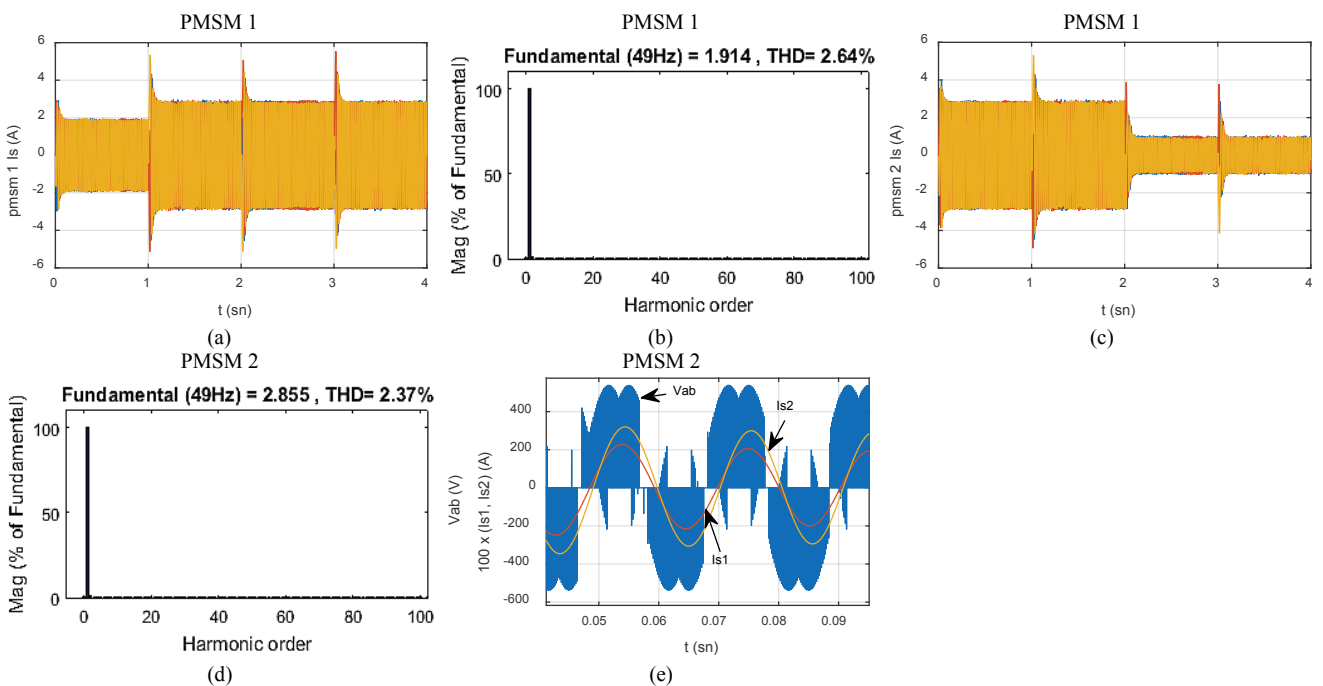 PMSM 1
6
4
2
0
-2
-4
-6
pmsm 1 Is (A)
0
1
2
3
4
t (sn)
(a)
PMSM 1
Fundamental (49Hz) = 1.914 , THD= 2.64%
100
50
0
Mag (% of Fundamental)
0
20
40
60
80
100
Harmonic order
(b)
PMSM 1
6
4
2
0
-2
-4
-6
pmsm 2 Is (A)
0
1
2
3
4
t (sn)
(c)
PMSM 2
Fundamental (49Hz) = 2.855 , THD= 2.37%
100
50
0
Mag (% of Fundamental)
0
20
40
60
80
100
Harmonic order
(d)
PMSM 2
400
200
0
-200
-400
-600
Vab (V)
100 x (Is1, Is2) (A)
Vab
Is2
Is1
0.05
0.06
0.07
0.08
0.09
t (sn)
(e)